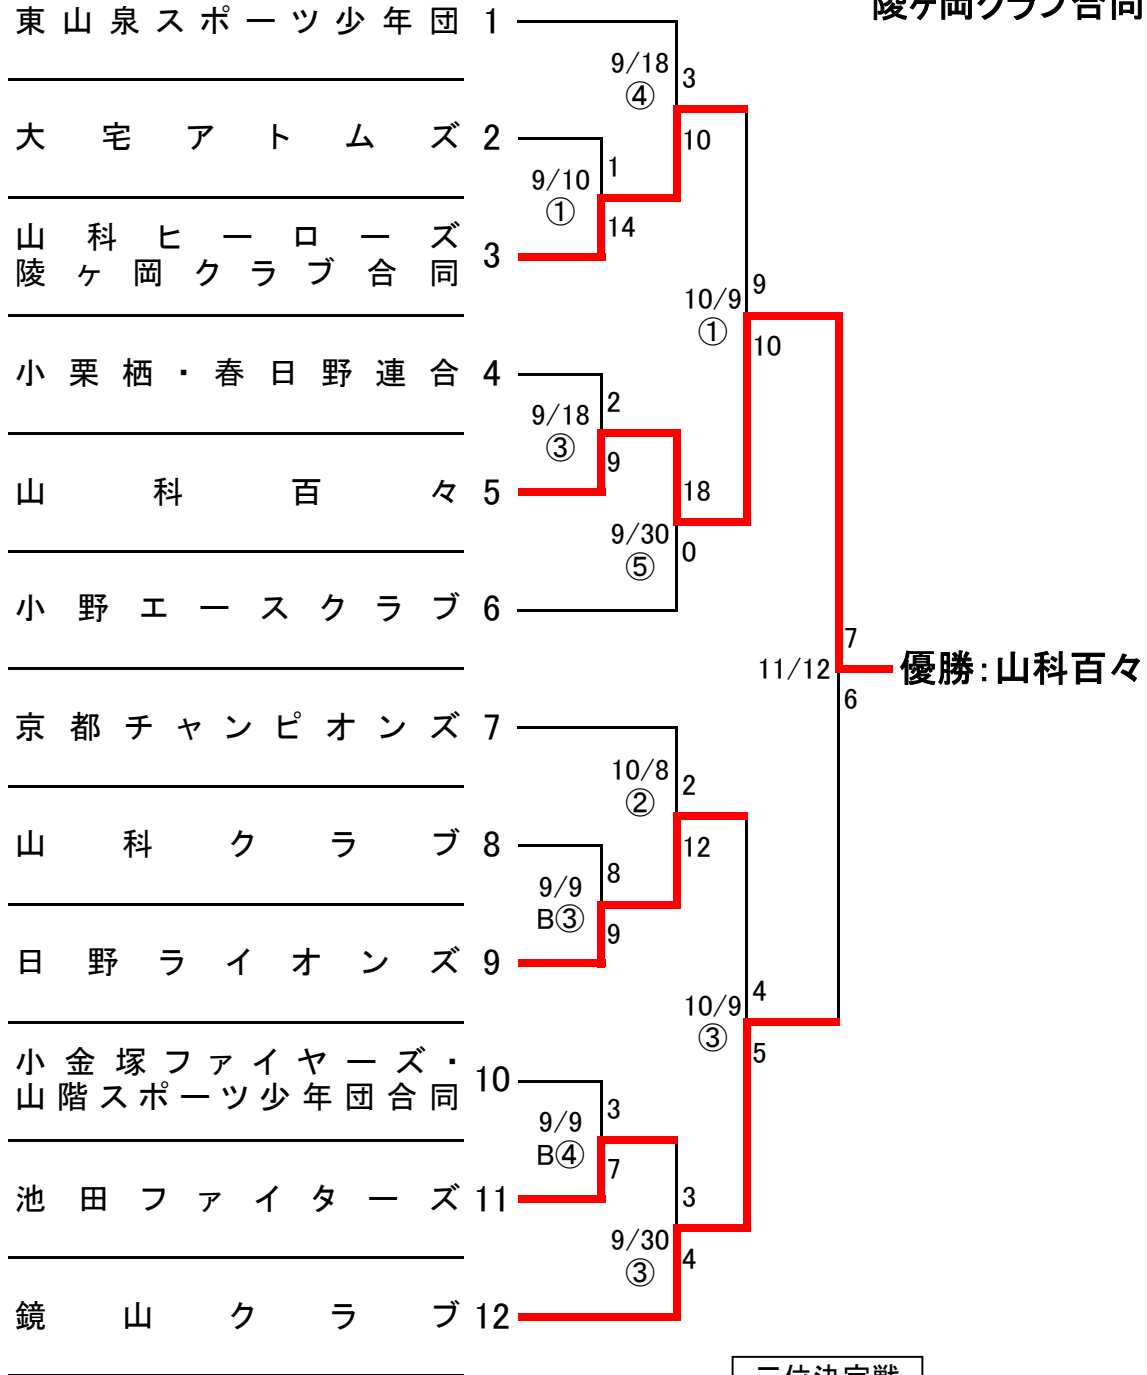 陵ケ岡クラブ合同
東山泉スポーツ少年団 1
9/18
④
3
10
大宅アトムズ 2
9/10
①
1
14
山科ヒーローズ
陵ヶ岡クラブ合同 3
10/9
①
9
10
小栗栖・春日野連合 4
9/18
③
2
9
山科百々 5
18
9/30
⑤
0
小野エースクラブ 6
11/12
7
6
優勝：山科百々
京都チャンピオンズ 7
10/8
②
2
12
山科クラブ 8
9/9
B③
8
9
日野ライオンズ 9
10/9
③
4
5
小金塚ファイヤーズ・
山階スポーツ少年団合同 10
9/9
B④
3
7
池田ファイターズ 11
9/30
③
3
4
鏡山クラブ 12
三位決定戦